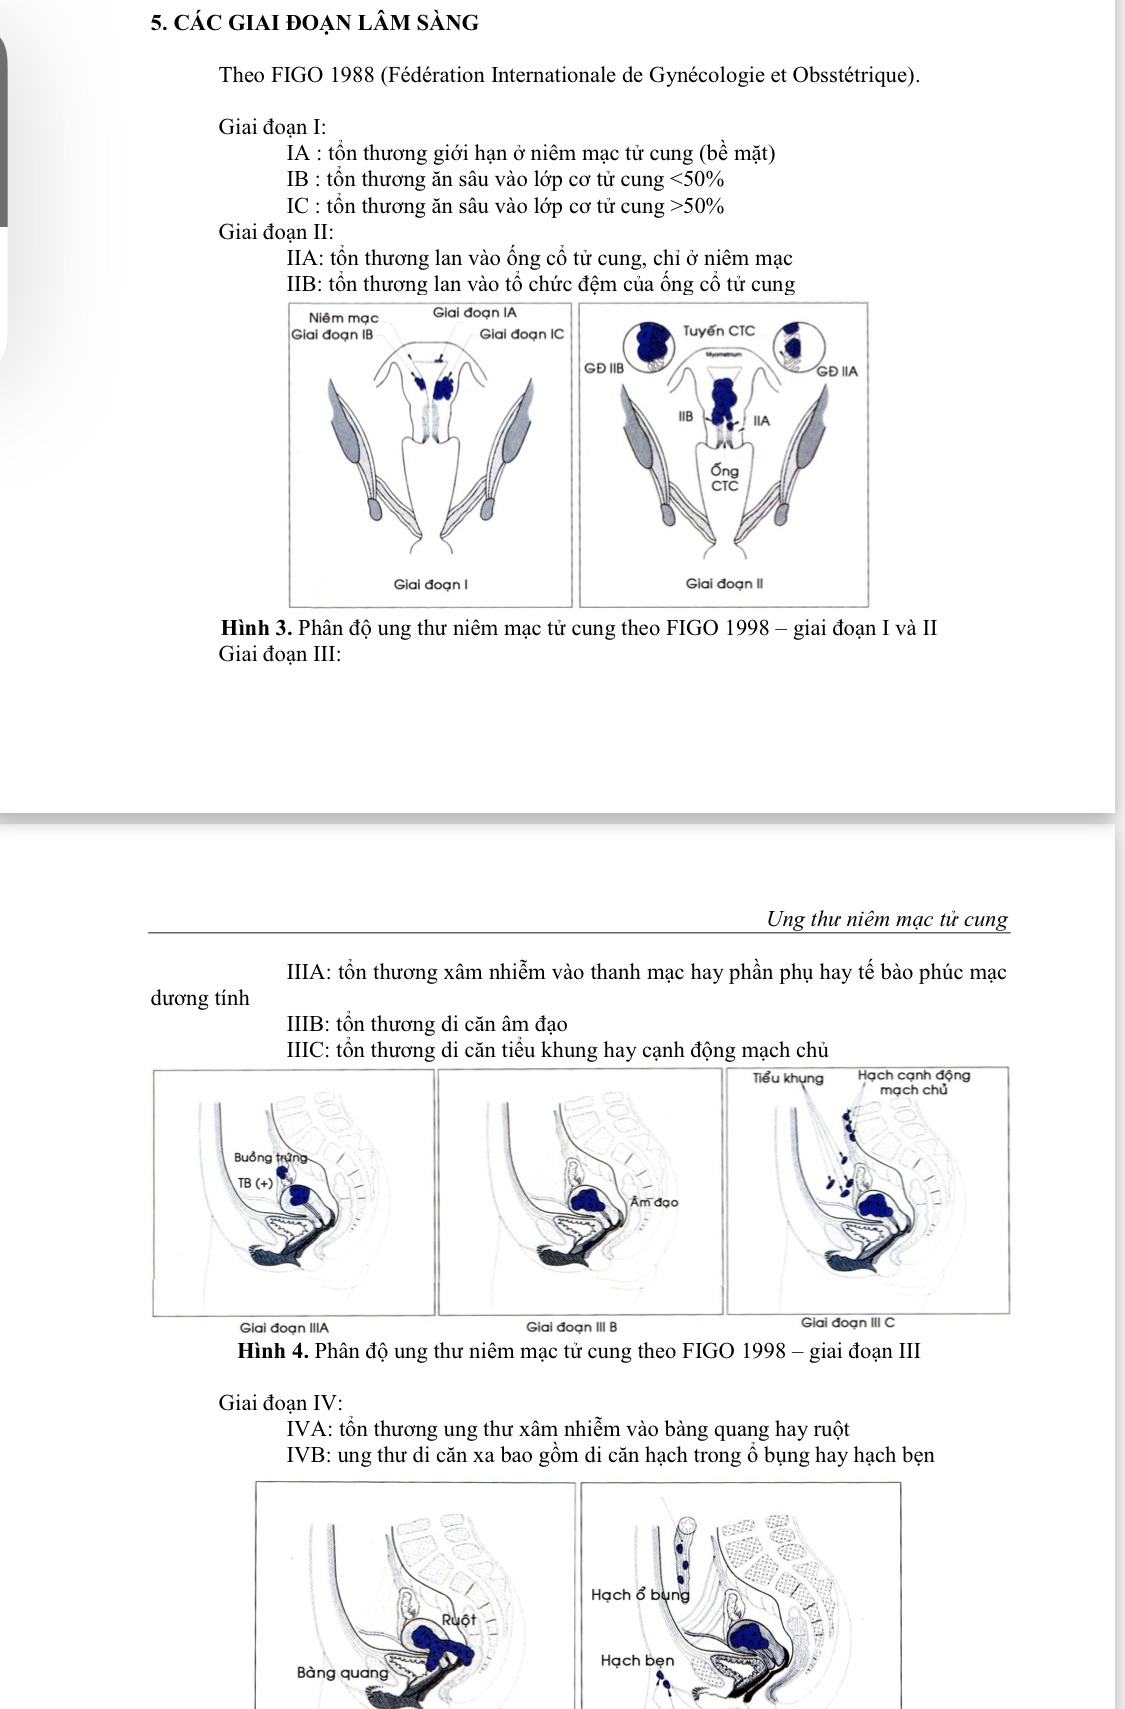 5. CÁC GIAI ĐOẠN LÂM SÀNG
Theo FIGO 1988 (Fédération Internationale de Gynécologie et Obsstétrique).
Giai đoạn I:
IA : tổn thương giới hạn ở niêm mạc tử cung (bề mặt)
IB : tổn thương ăn sâu vào lớp cơ tử cung <50%
IC : tổn thương ăn sâu vào lớp cơ tử cung >50%
Giai đoạn II:
IIA: tổn thương lan vào ống cổ tử cung, chỉ ở niêm mạc
IIB: tổn thương lan vào tổ chức đệm của ống cổ tử cung
Niêm mạc
Giai đoạn IA
Giai đoạn IB
Giai đoạn IC
Giai đoạn I
Tuyến CTC
Myometrium
GĐ IIB
GĐ IIA
IIB
IIA
Ống
CTC
Giai đoạn II
Hình 3. Phân độ ung thư niêm mạc tử cung theo FIGO 1998 – giai đoạn I và II
Giai đoạn III:
Ung thư niêm mạc tử cung
IIIA: tổn thương xâm nhiễm vào thanh mạc hay phần phụ hay tế bào phúc mạc
dương tính
IIIB: tổn thương di căn âm đạo
IIIC: tổn thương di căn tiểu khung hay cạnh động mạch chủ
Buồng trứng
TB (+)
Âm đạo
Tiểu khung
Hạch cạnh động
mạch chủ
Giai đoạn IIIA
Giai đoạn III B
Giai đoạn III C
Hình 4. Phân độ ung thư niêm mạc tử cung theo FIGO 1998 – giai đoạn III
Giai đoạn IV:
IVA: tổn thương ung thư xâm nhiễm vào bàng quang hay ruột
IVB: ung thư di căn xa bao gồm di căn hạch trong ổ bụng hay hạch bẹn
Ruột
Bàng quang
Hạch ổ bụng
Hạch bẹn